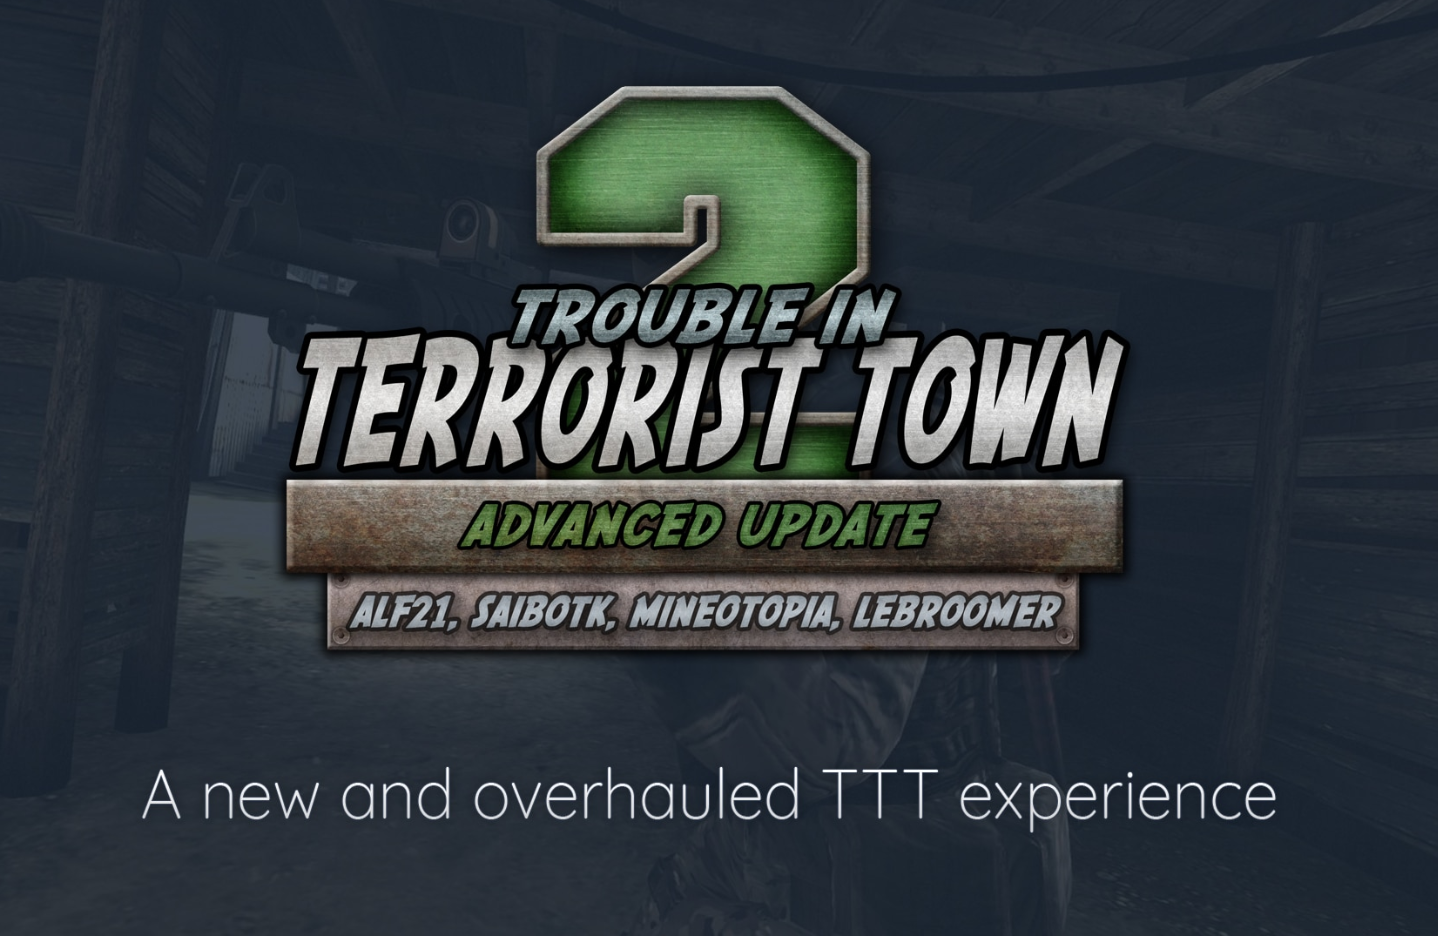 2
TROUBLE IN
TERRORIST TOWN
ADVANCED UPDATE
ALF21, SAIBOTK, MINEOTOPIA, LEBROOMER
A new and overhauled TTT experience